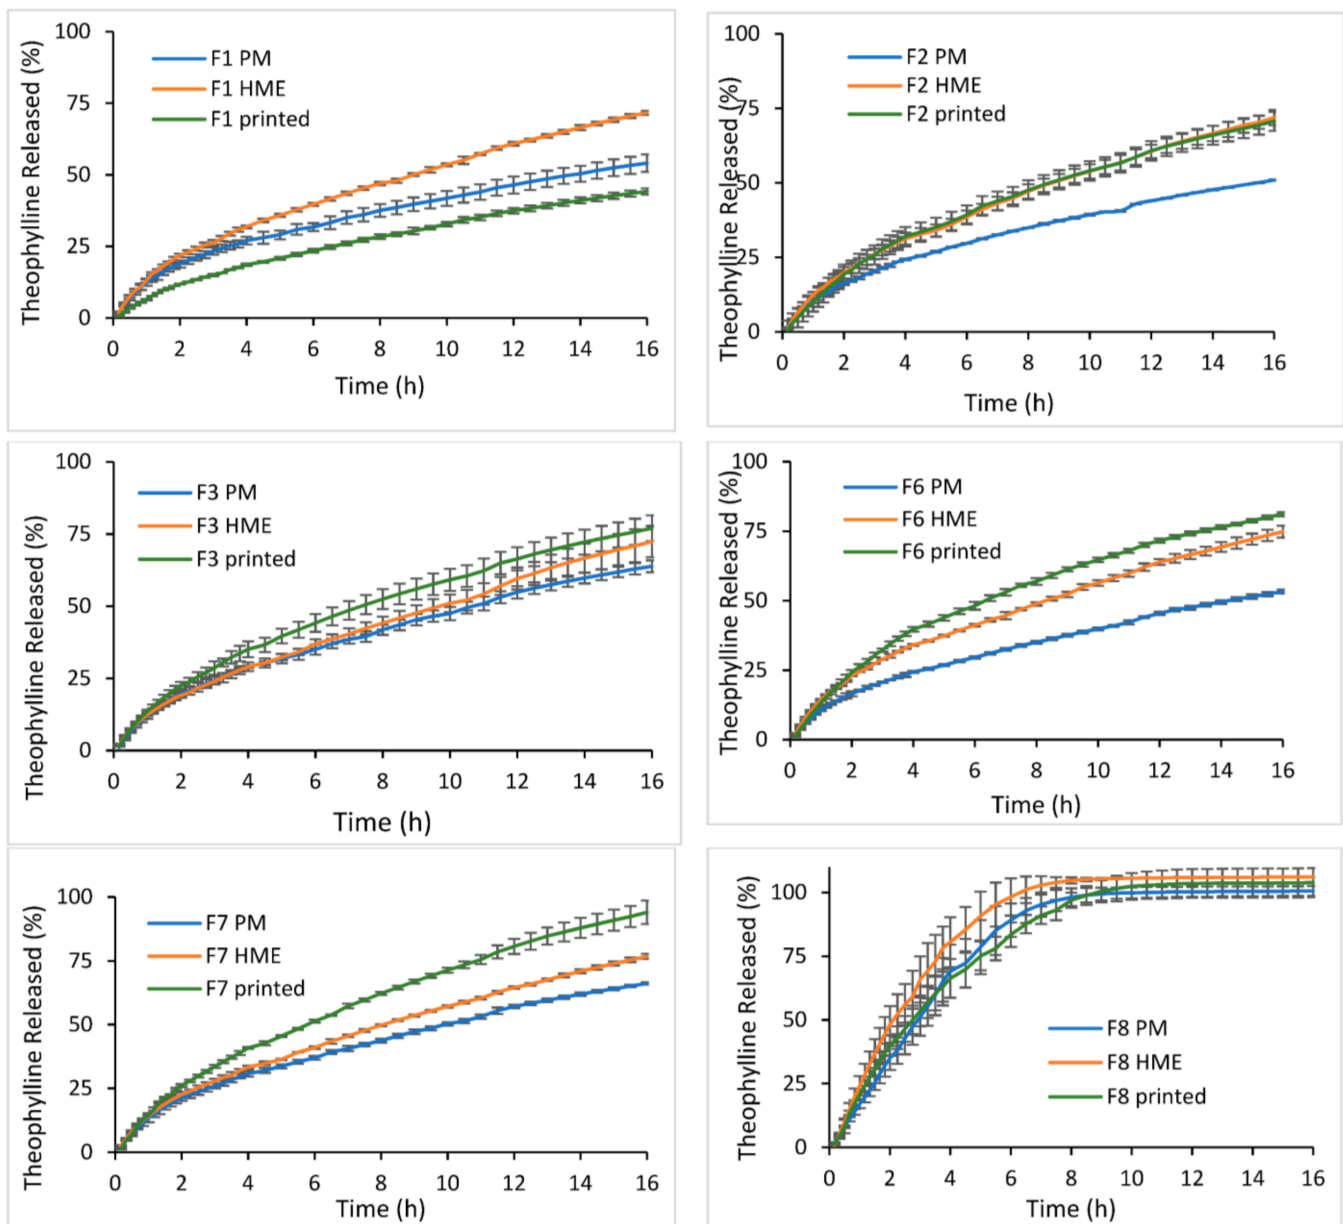 Theophylline Released (%)
100
75
50
25
0
F1 PM
F1 HME
F1 printed
0 2 4 6 8 10 12 14 16
Time (h)
Theophylline Released (%)
100
75
50
25
0
F2 PM
F2 HME
F2 printed
0 2 4 6 8 10 12 14 16
Time (h)
Theophylline Released (%)
100
75
50
25
0
F3 PM
F3 HME
F3 printed
0 2 4 6 8 10 12 14 16
Time (h)
Theophylline Released (%)
100
75
50
25
0
F6 PM
F6 HME
F6 printed
0 2 4 6 8 10 12 14 16
Time (h)
Theophylline Released (%)
100
75
50
25
0
F7 PM
F7 HME
F7 printed
0 2 4 6 8 10 12 14 16
Time (h)
Theophylline Released (%)
100
75
50
25
0
F8 PM
F8 HME
F8 printed
0 2 4 6 8 10 12 14 16
Time (h)